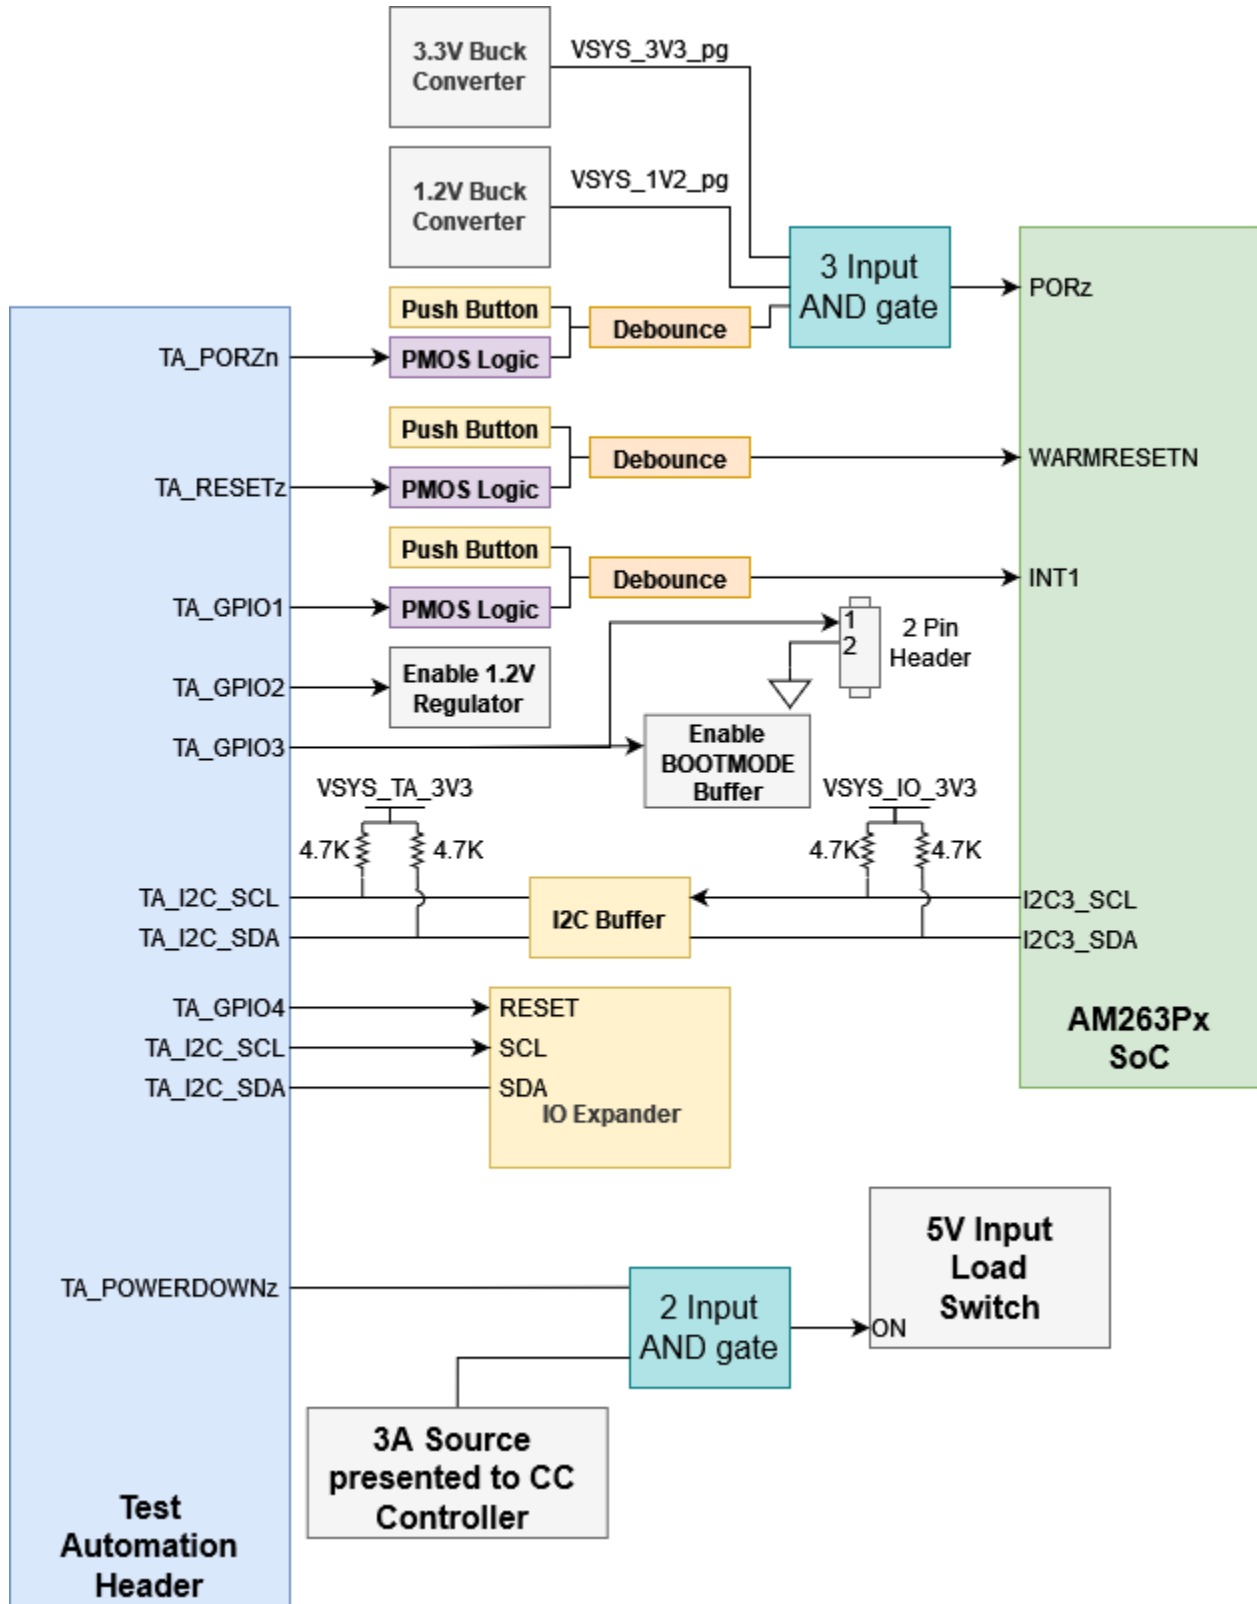 3.3V Buck
Converter
VSYS_3V3_pg
1.2V Buck
Converter
VSYS_1V2_pg
3 Input
AND gate
PORz
Push Button
Debounce
TA_PORZn
PMOS Logic
Push Button
Debounce
WARMRESETN
TA_RESETz
PMOS Logic
Push Button
Debounce
INT1
TA_GPIO1
PMOS Logic
1
2
2 Pin
Header
TA_GPIO2
Enable 1.2V
Regulator
TA_GPIO3
Enable
BOOTMODE
Buffer
VSYS_TA_3V3
VSYS_IO_3V3
4.7K
4.7K
4.7K
4.7K
TA_I2C_SCL
I2C Buffer
I2C3_SCL
TA_I2C_SDA
I2C3_SDA
TA_GPIO4
RESET
TA_I2C_SCL
SCL
TA_I2C_SDA
SDA
IO Expander
AM263Px
SoC
5V Input
Load
Switch
ON
TA_POWERDOWNz
2 Input
AND gate
3A Source
presented to CC
Controller
Test
Automation
Header